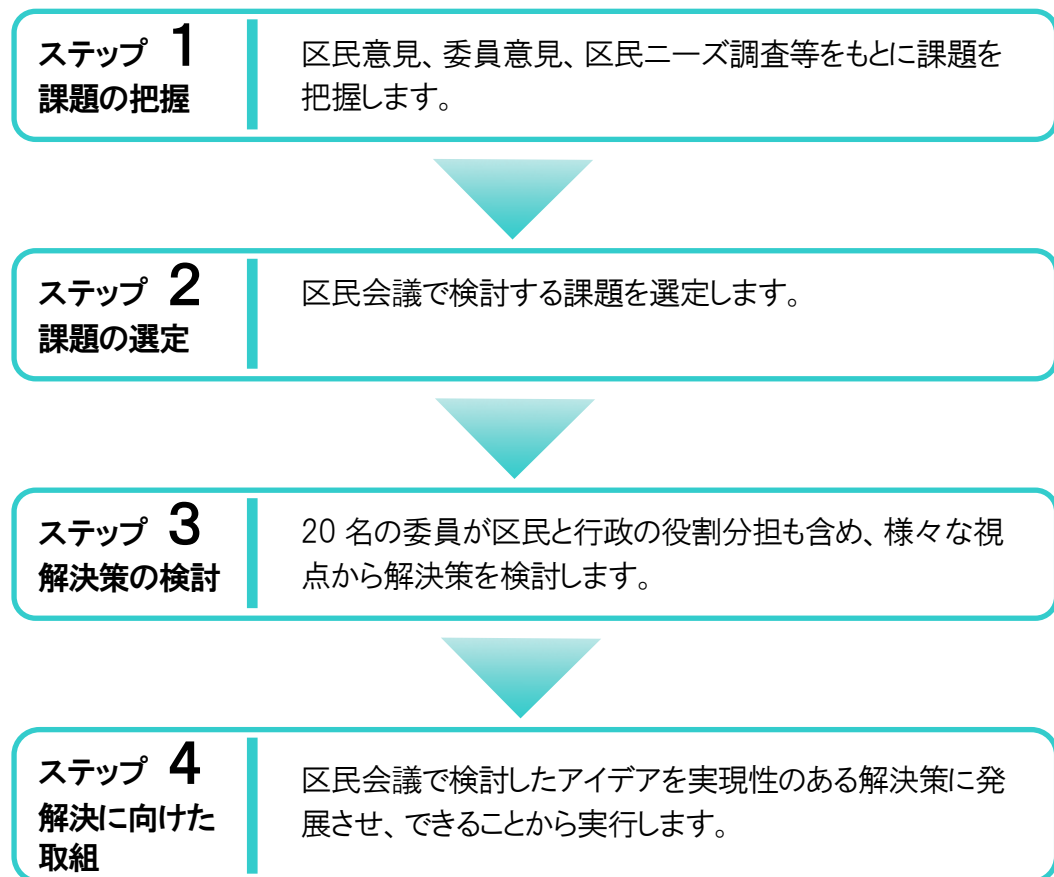 ステップ 1
課題の把握
区民意見、委員意見、区民ニーズ調査等をもとに課題を
把握します。
ステップ 2
課題の選定
区民会議で検討する課題を選定します。
ステップ 3
解決策の検討
20 名の委員が区民と行政の役割分担も含め、様々な視
点から解決策を検討します。
ステップ 4
解決に向けた
取組
区民会議で検討したアイデアを実現性のある解決策に発
展させ、できることから実行します。